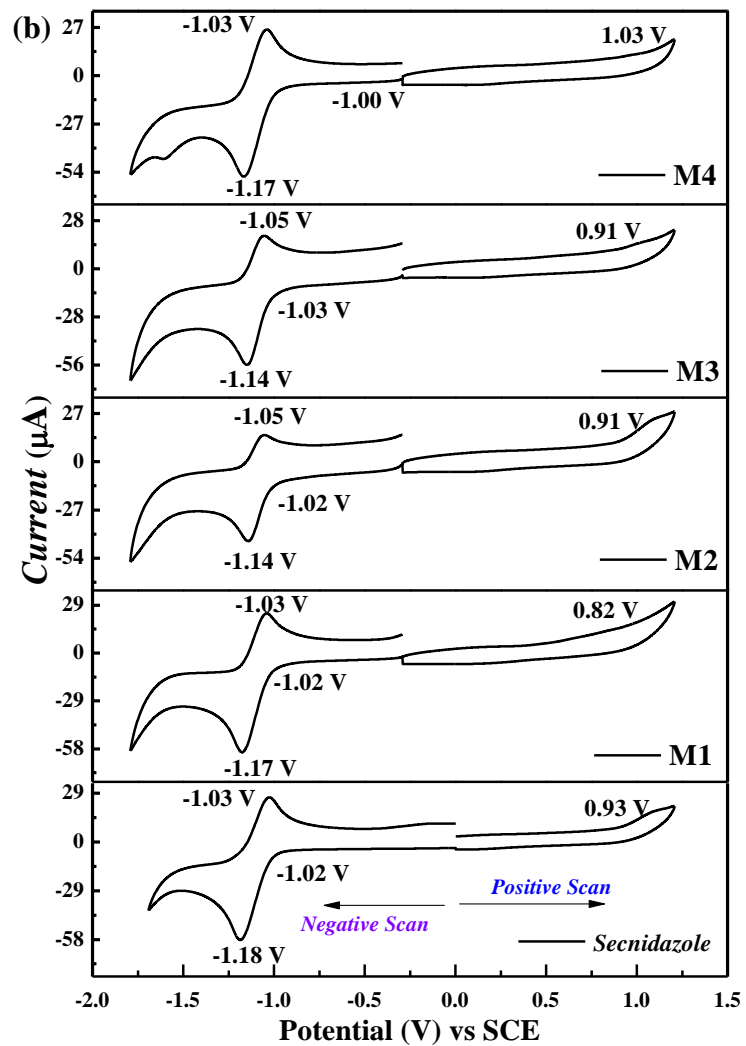 (b)
Current (µA)
27
0
-27
-54
-1.03 V
1.03 V
-1.00 V
-1.17 V
M4
28
0
-28
-56
-1.05 V
0.91 V
-1.03 V
-1.14 V
M3
27
0
-27
-54
-1.05 V
0.91 V
-1.02 V
-1.14 V
M2
29
0
-29
-58
-1.03 V
0.82 V
-1.02 V
-1.17 V
M1
29
0
-29
-58
-1.03 V
0.93 V
-1.02 V
Positive Scan
Negative Scan
-1.18 V
Secnidazole
-2.0 -1.5 -1.0 -0.5 0.0 0.5 1.0 1.5
Potential (V) vs SCE